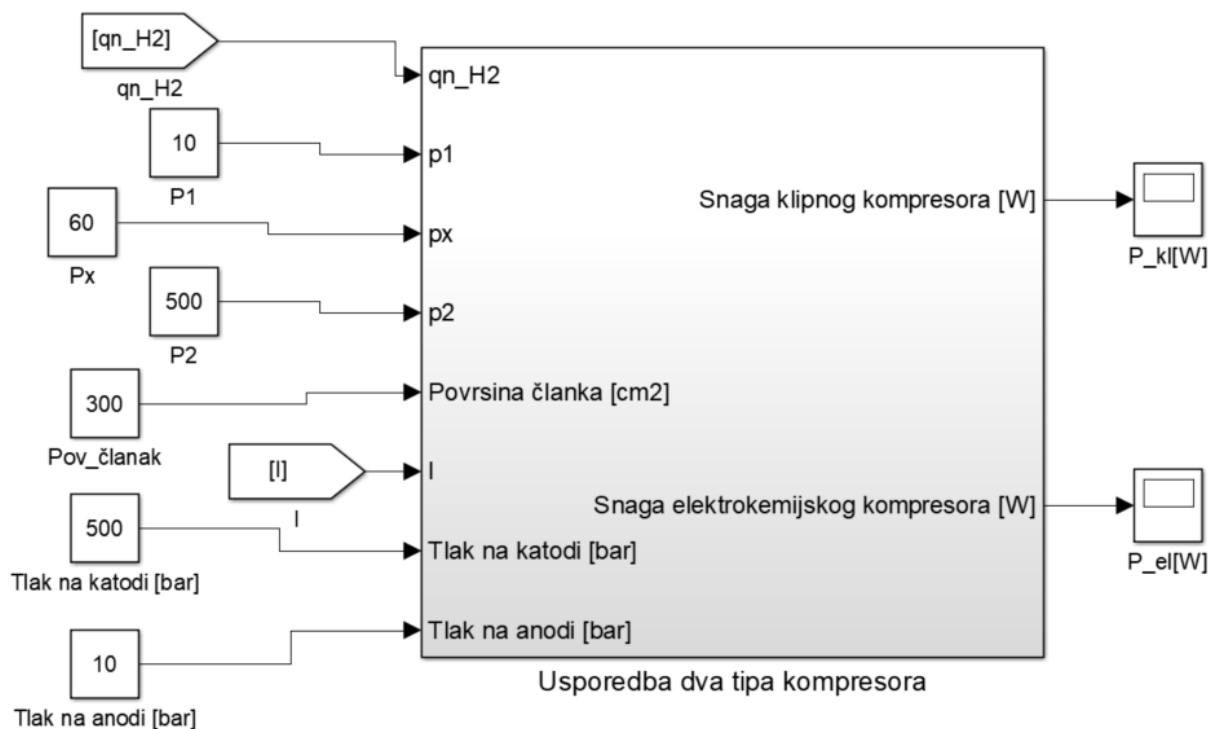 [qn_H2]
qn_H2
qn_H2
10
P1
p1
60
Px
px
500
P2
p2
300
Pov_članak
Povrsina članka [cm2]
[I]
I
I
500
Tlak na katodi [bar]
Tlak na katodi [bar]
10
Tlak na anodi [bar]
Tlak na anodi [bar]
Snaga klipnog kompresora [W]
P_kl[W]
Snaga elektrokemijskog kompresora [W]
P_el[W]
Usporedba dva tipa kompresora